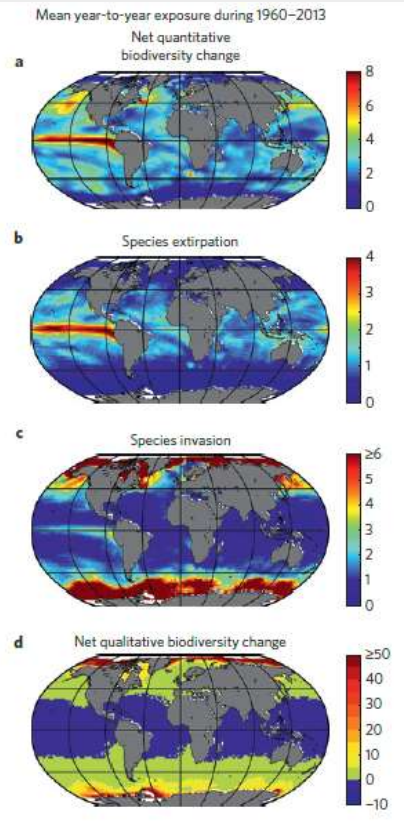 Mean year-to-year exposure during 1960–2013
Net quantitative
biodiversity change
a
8
6
4
2
0
b
Species extirpation
4
3
2
1
0
c
Species invasion
≥6
5
4
3
2
1
0
d
Net qualitative biodiversity change
≥50
40
30
20
10
0
–10